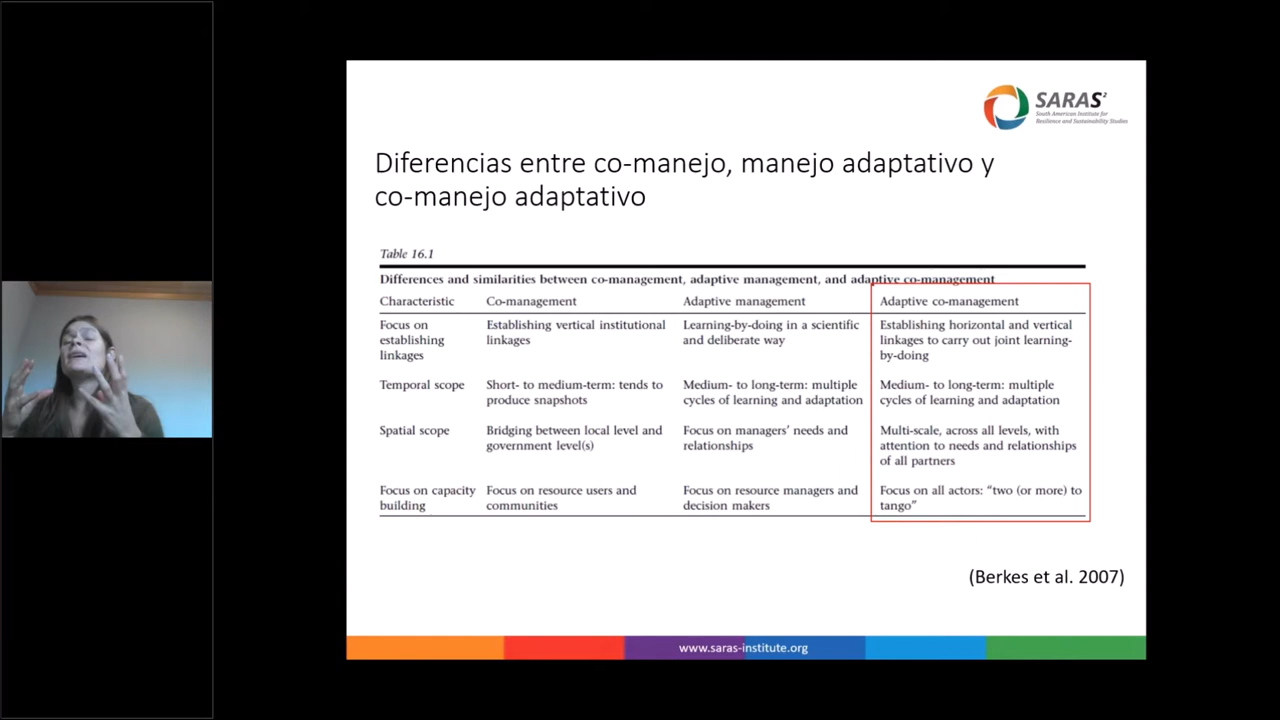 SARAS²
South American Institute for
Resilience and Sustainability Studies
Diferencias entre co-manejo, manejo adaptativo y
co-manejo adaptativo
Table 16.1
Differences and similarities between co-management, adaptive management, and adaptive co-management
Characteristic Co-management Adaptive management Adaptive co-management
Focus on Establishing vertical institutional Learning-by-doing in a scientific Establishing horizontal and vertical
establishing linkages and deliberate way linkages to carry out joint learning-
linkages by-doing
Temporal scope Short- to medium-term: tends to Medium- to long-term: multiple Medium- to long-term: multiple
produce snapshots cycles of learning and adaptation cycles of learning and adaptation
Spatial scope Bridging between local level and Focus on managers' needs and Multi-scale, across all levels, with
government level(s) relationships attention to needs and relationships
of all partners
Focus on capacity Focus on resource users and Focus on resource managers and Focus on all actors: “two (or more) to
building communities decision makers tango”
(Berkes et al. 2007)
www.saras-institute.org